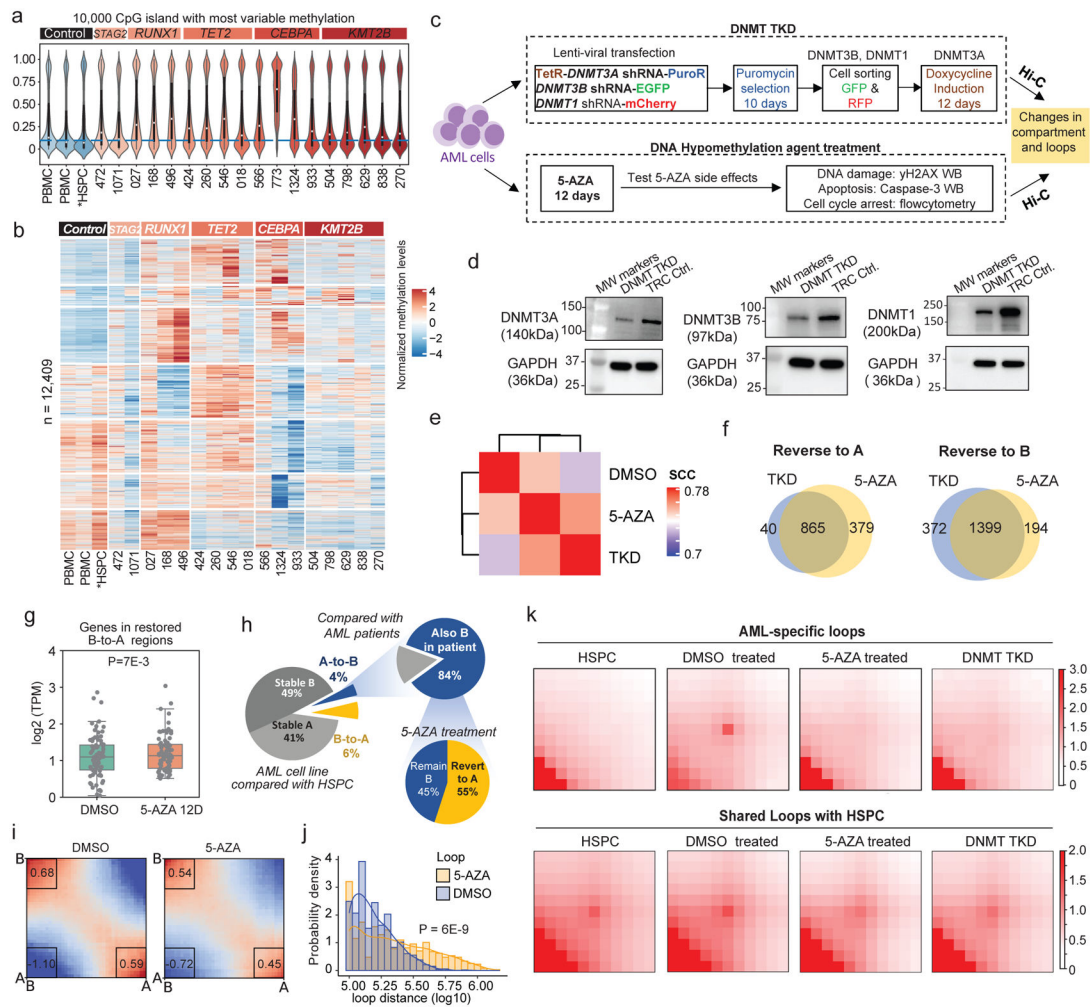 a
10,000 CpG island with most variable methylation
Control STAG2 RUNX1 TET2 CEBPA KMT2B
1.00
0.75
0.50
0.25
0
PBMC PBMC *HSPC 472 1071 027 168 496 424 260 546 018 566 773 1324 933 504 798 629 838 270
b
Control STAG2 RUNX1 TET2 CEBPA KMT2B
n = 12,409
4
2
0
−2
−4
Normalized methylation levels
PBMC PBMC *HSPC 472 1071 027 168 496 424 260 546 018 566 1324 933 504 798 629 838 270
c
DNMT TKD
Lenti-viral transfection
TetR-DNMT3A shRNA-PuroR
DNMT3B shRNA-EGFP
DNMT1 shRNA-mCherry
Puromycin
selection
10 days
DNMT3B, DNMT1
Cell sorting
GFP &
RFP
DNMT3A
Doxycycline
Induction
12 days
Hi-C
AML cells
Changes in
compartment
and loops
DNA Hypomethylation agent treatment
5-AZA
12 days
Test 5-AZA side effects
DNA damage: yH2AX WB
Apoptosis: Caspase-3 WB
Cell cycle arrest: flowcytometry
Hi-C
d
MW markers DNMT TKD TRC Ctrl.
DNMT3A
(140kDa)
150
100
GAPDH
(36kDa)
37
25
MW markers DNMT TKD TRC Ctrl.
DNMT3B
(97kDa)
100
75
GAPDH
(36kDa)
37
25
MW markers DNMT TKD TRC Ctrl.
DNMT1
(200kDa)
250
150
GAPDH
( 36kDa)
37
25
e
DMSO
5-AZA
TKD
SCC
0.78
0.7
f
Reverse to A
TKD 5-AZA
40 865 379
Reverse to B
TKD 5-AZA
372 1399 194
g
Genes in restored
B-to-A regions
P=7E-3
log2 (TPM)
4
3
2
1
0
DMSO 5-AZA 12D
h
Compared with
AML patients
Also B
in patient
84%
A-to-B
4%
Stable B
49%
Stable A
41%
B-to-A
6%
AML cell line
compared with HSPC
5-AZA treatment
Remain
B
45%
Revert
to A
55%
i
DMSO
B
0.68
-1.10
0.59
A
B A
5-AZA
B
0.54
-0.72
0.45
A
B A
j
Probability density
4
3
2
1
0
Loop
5-AZA
DMSO
P = 6E-9
5.00 5.25 5.50 5.75 6.00
loop distance (log10)
k
AML-specific loops
HSPC DMSO treated 5-AZA treated DNMT TKD
3.0
2.5
2.0
1.5
1.0
0.5
0
Shared Loops with HSPC
HSPC DMSO treated 5-AZA treated DNMT TKD
2.0
1.5
1.0
0.5
0